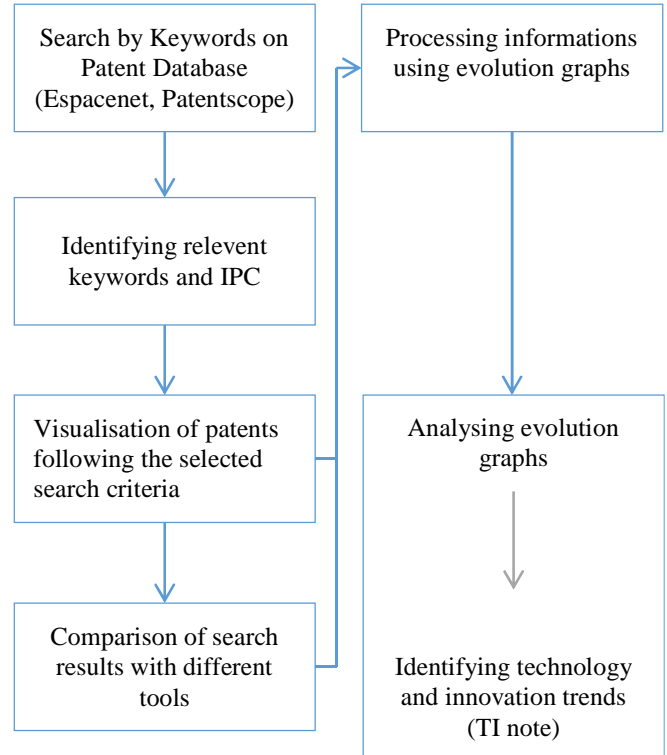 Search by Keywords on
Patent Database
(Espacenet, Patentscope)
Identifying relevent
keywords and IPC
Visualisation of patents
following the selected
search criteria
Comparison of search
results with different
tools
Processing informations
using evolution graphs
Analysing evolution
graphs
Identifying technology
and innovation trends
(TI note)